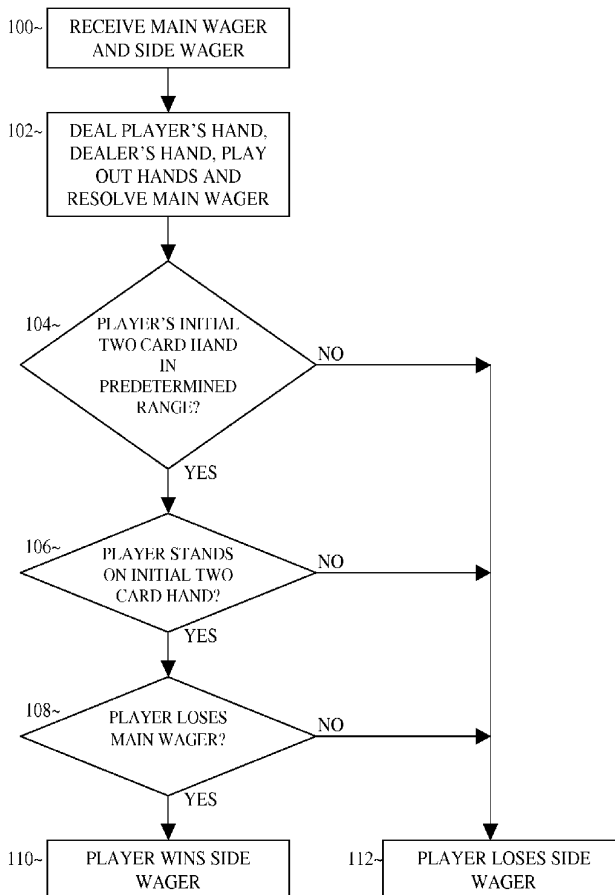 100~
RECEIVE MAIN WAGER
AND SIDE WAGER
102~
DEAL PLAYER'S HAND,
DEALER'S HAND, PLAY
OUT HANDS AND
RESOLVE MAIN WAGER
104~
PLAYER'S INITIAL
TWO CARD HAND
IN
PREDETERMINED
RANGE?
NO
YES
106~
PLAYER STANDS
ON INITIAL TWO
CARD HAND?
NO
YES
108~
PLAYER LOSES
MAIN WAGER?
NO
YES
110~
PLAYER WINS SIDE
WAGER
112~
PLAYER LOSES SIDE
WAGER